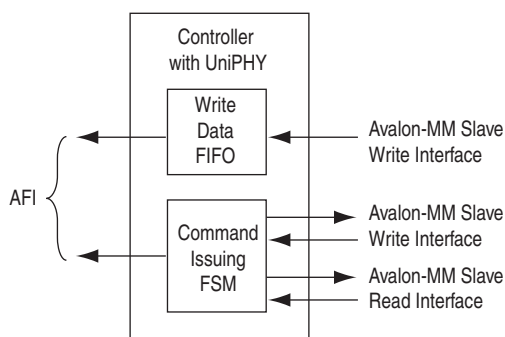 Controller
with UniPHY
Write
Data
FIFO
Avalon-MM Slave
Write Interface
AFI
Command
Issuing
FSM
Avalon-MM Slave
Write Interface
Avalon-MM Slave
Read Interface